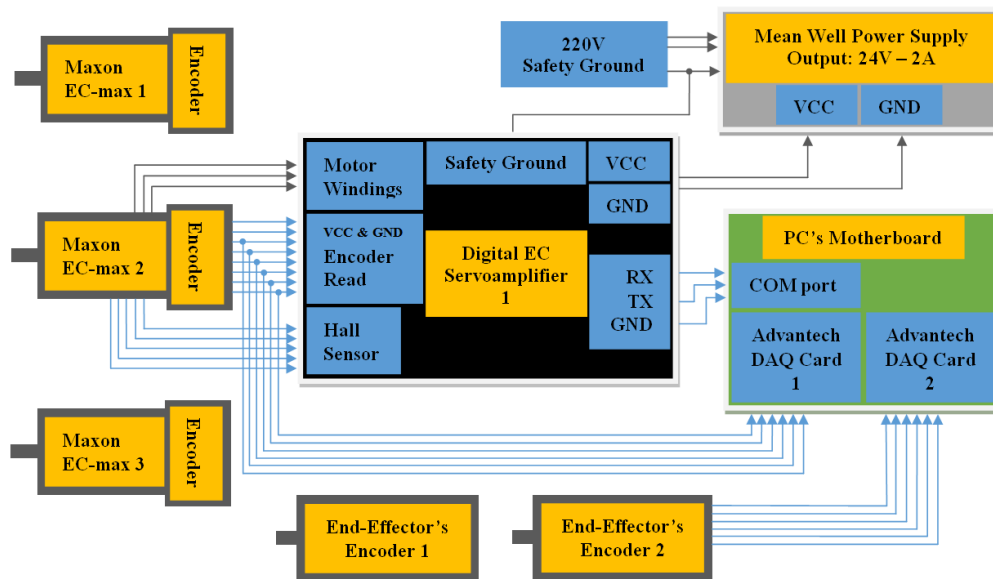 Maxon
EC-max 1
Encoder
220V
Safety Ground
Mean Well Power Supply
Output: 24V – 2A
VCC
GND
Motor
Windings
Safety Ground
VCC
GND
Maxon
EC-max 2
Encoder
VCC & GND
Encoder
Read
Digital EC
Servoamplifier
1
RX
TX
GND
Hall
Sensor
PC's Motherboard
COM port
Advantech
DAQ Card
1
Advantech
DAQ Card
2
Maxon
EC-max 3
Encoder
End-Effector's
Encoder 1
End-Effector's
Encoder 2